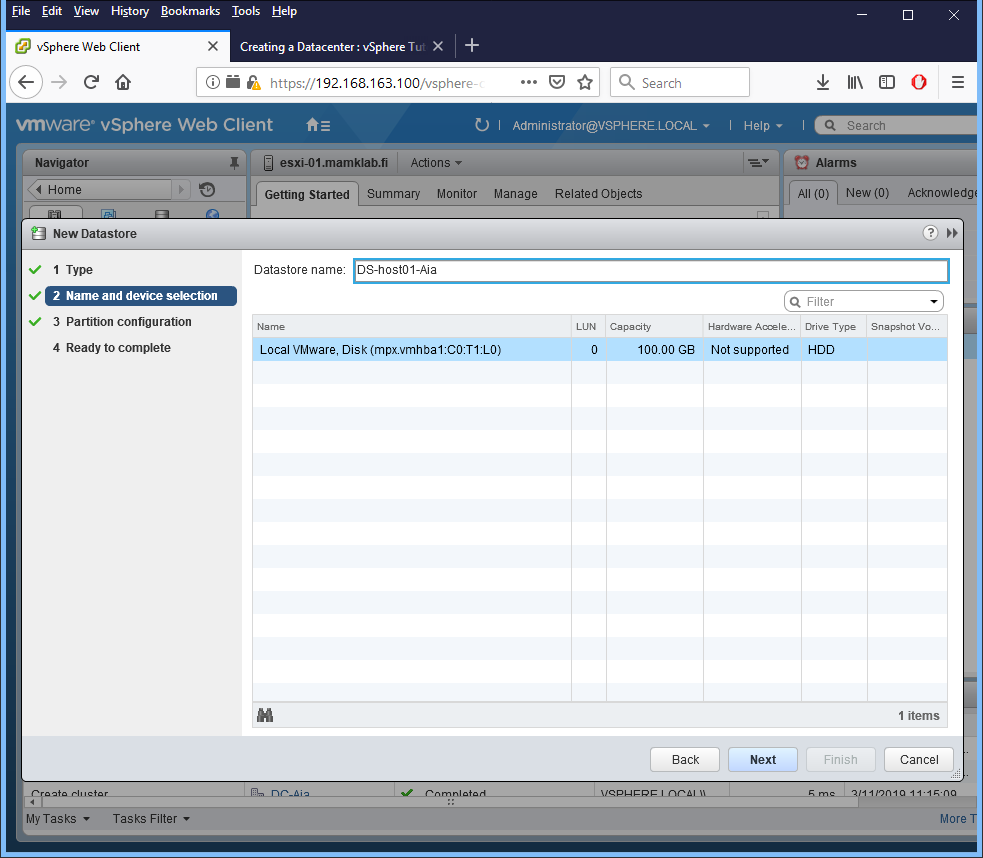 File Edit View History Bookmarks Tools Help
vSphere Web Client
Creating a Datacenter : vSphere Tut
https://192.168.163.100/vsphere-c
Search
vmware® vSphere Web Client
Administrator@VSPHERE.LOCAL
Help
Search
Navigator
esxi-01.mamklab.fi
Actions
Alarms
Home
Getting Started Summary Monitor Manage Related Objects
All (0) New (0) Acknowledge
New Datastore
1 Type
2 Name and device selection
3 Partition configuration
4 Ready to complete
Datastore name: DS-host01-Aia
Filter
Name LUN Capacity Hardware Accele... Drive Type Snapshot Vo...
Local VMware, Disk (mpx.vmhba1:C0:T1:L0) 0 100.00 GB Not supported HDD
1 items
Back Next Finish Cancel
Create cluster DC-Aia Completed VSPHERE.LOCAL\\ 5 ms 3/11/2019 11:15:09
My Tasks Tasks Filter More T